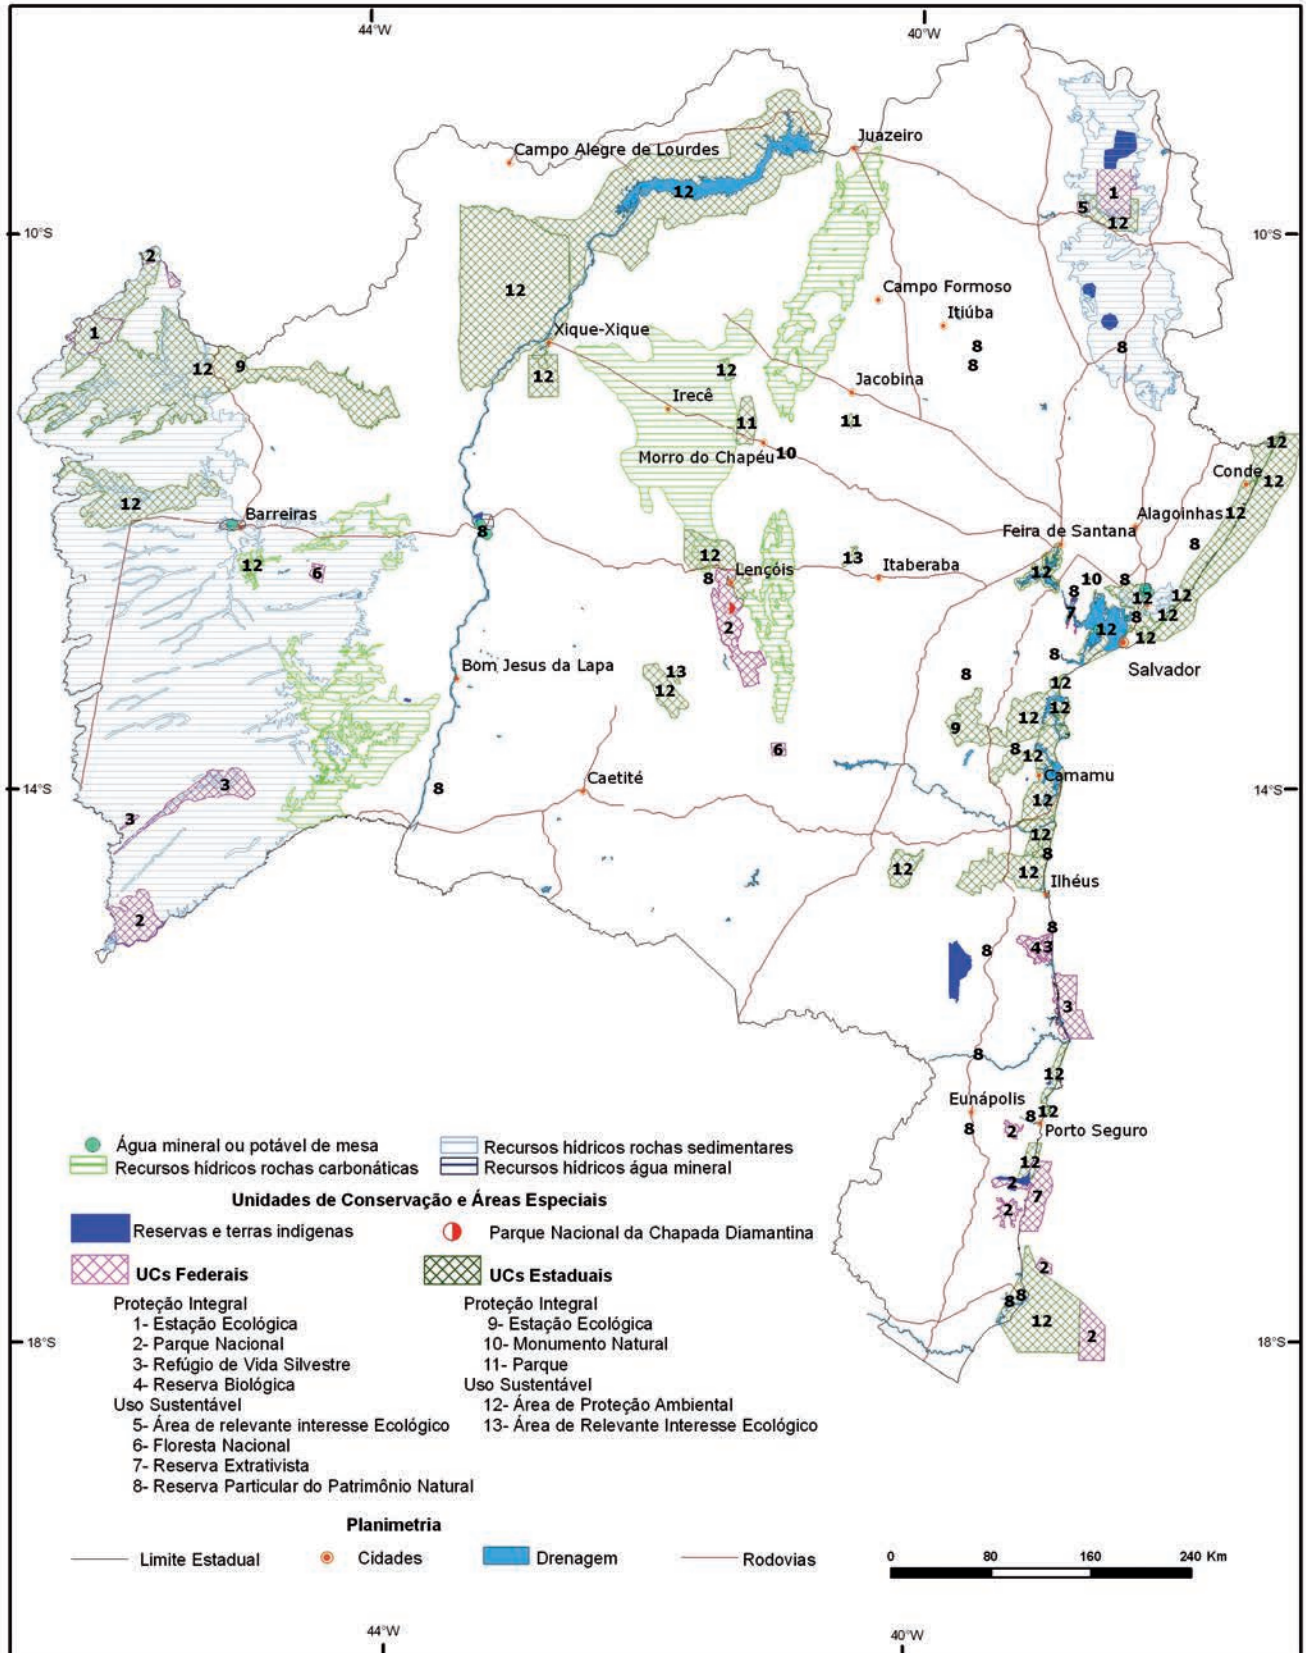 44°W
40°W
Juazeiro
Campo Alegre de Lourdes
12
1
5
12
10°S
10°S
2
12
Campo Formoso
Itiúba
1
Xique-Xique
8
8
12
9
12
12
Jacobina
Irecê
11
11
Morro do Chapéu
10
12
Conde
12
12
Barreiras
12
Alagoinhas
8
Feira de Santana
8
12
13
12
6
Lençóis
8
Itaberaba
12
10
8
8
12
12
7
8
12
2
12
12
8
Salvador
Bom Jesus da Lapa
13
12
8
12
12
12
9
6
8
12
3
Caetité
Camamu
14°S
8
12
14°S
3
12
8
12
12
Ilhéus
2
8
8
4
3
3
8
12
Eunápolis
8
12
8
2
Porto Seguro
12
2
7
2
2
8
8
12
2
Água mineral ou potável de mesa
Recursos hídricos rochas sedimentares
Recursos hídricos rochas carbonáticas
Recursos hídricos água mineral
Unidades de Conservação e Áreas Especiais
Reservas e terras indígenas
Parque Nacional da Chapada Diamantina
UCs Federais
UCs Estaduais
Proteção Integral
1- Estação Ecológica
2- Parque Nacional
3- Refúgio de Vida Silvestre
4- Reserva Biológica
Uso Sustentável
5- Área de relevante interesse Ecológico
6- Floresta Nacional
7- Reserva Extrativista
8- Reserva Particular do Patrimônio Natural
Proteção Integral
9- Estação Ecológica
10- Monumento Natural
11- Parque
Uso Sustentável
12- Área de Proteção Ambiental
13- Área de Relevante Interesse Ecológico
18°S
18°S
Planimetria
Limite Estadual
Cidades
Drenagem
Rodovias
0 80 160 240 Km
44°W
40°W